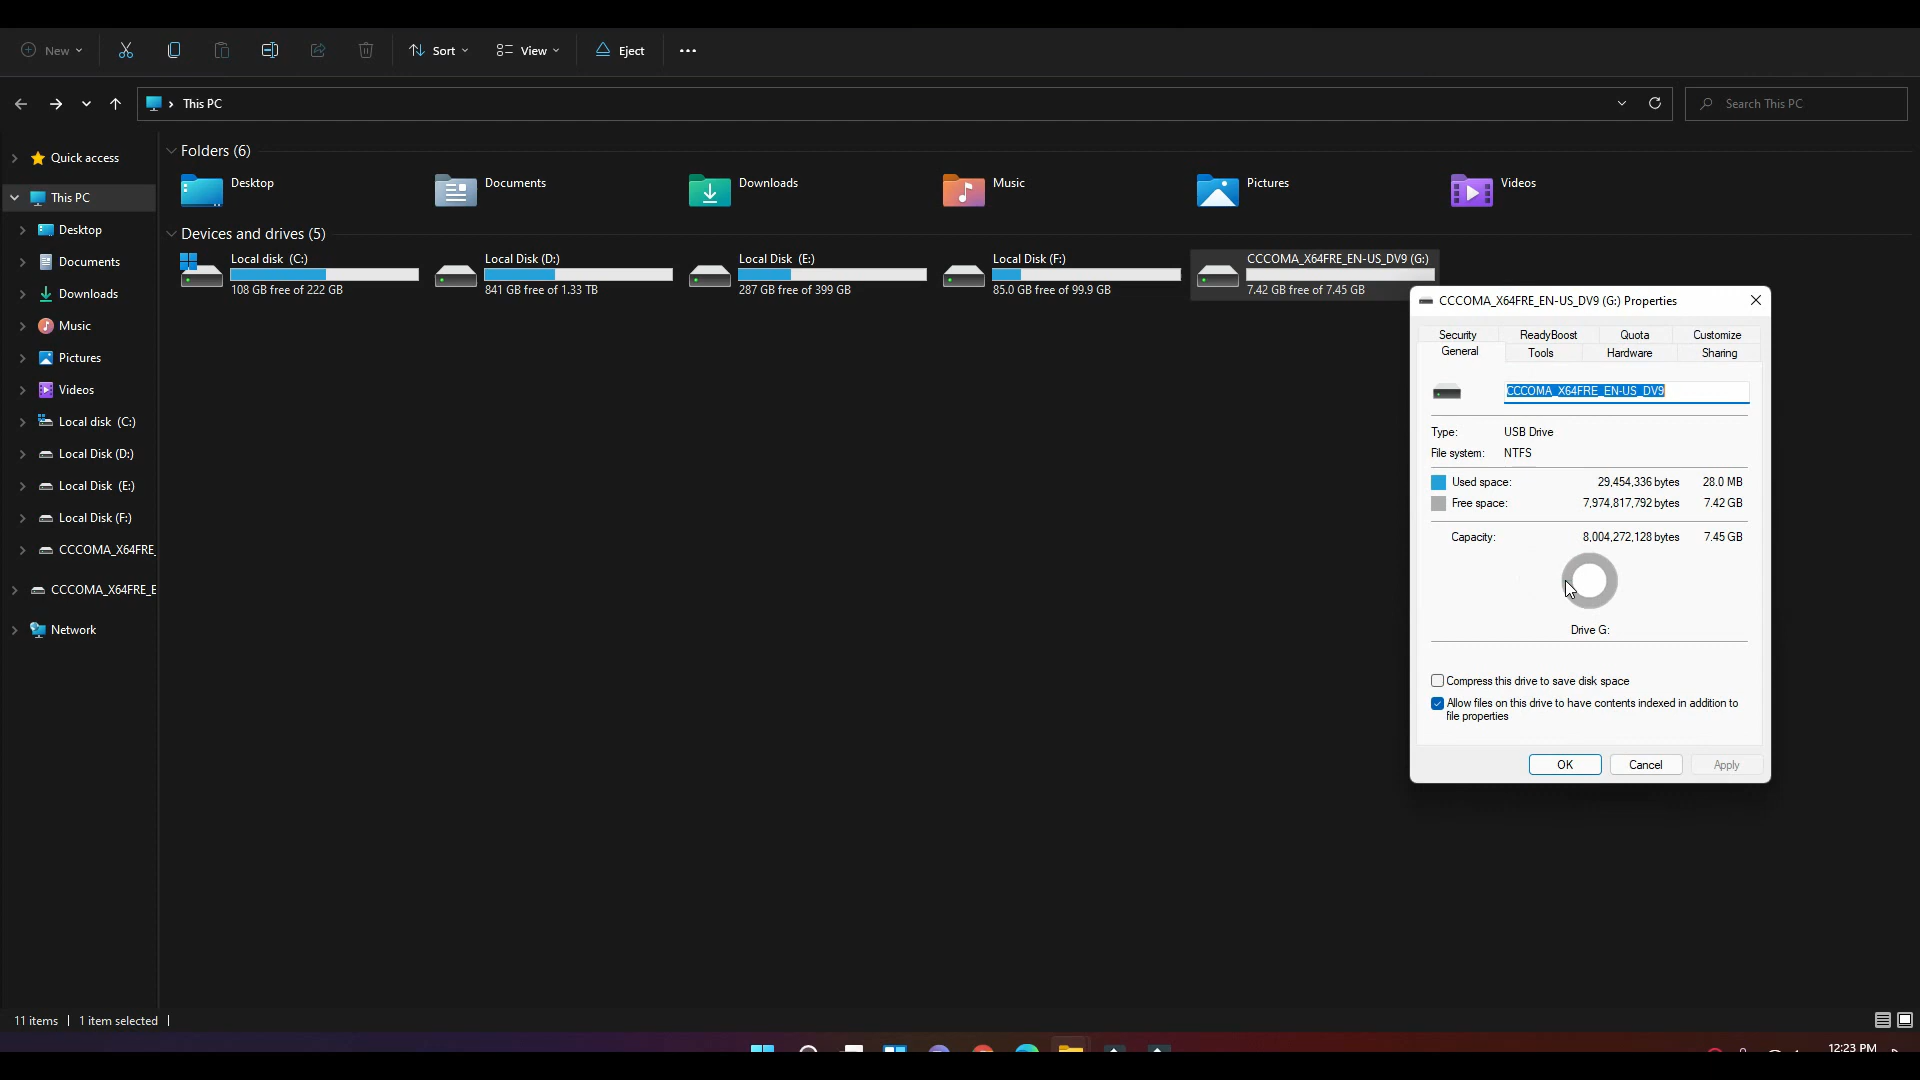 New
Sort
View
Eject
This PC
Search This PC
Quick access
This PC
Desktop
Documents
Downloads
Music
Pictures
Videos
Local disk (C:)
Local Disk (D:)
Local Disk (E:)
Local Disk (F:)
CCCOMA_X64FRE_
CCCOMA_X64FRE_E
Network
Folders (6)
Desktop
Documents
Downloads
Music
Pictures
Videos
Devices and drives (5)
Local disk (C:)
108 GB free of 222 GB
Local Disk (D:)
841 GB free of 1.33 TB
Local Disk (E:)
287 GB free of 399 GB
Local Disk (F:)
85.0 GB free of 99.9 GB
CCCOMA_X64FRE_EN-US_DV9 (G:)
7.42 GB free of 7.45 GB
CCCOMA_X64FRE_EN-US_DV9 (G:) Properties
Security ReadyBoost Quota Customize
General Tools Hardware Sharing
CCCOMA_X64FRE_EN-US_DV9
Type: USB Drive
File system: NTFS
Used space: 29,454,336 bytes 28.0 MB
Free space: 7,974,817,792 bytes 7.42 GB
Capacity: 8,004,272,128 bytes 7.45 GB
Drive G:
Compress this drive to save disk space
Allow files on this drive to have contents indexed in addition to
file properties
OK Cancel Apply
11 items 1 item selected
12:23 PM